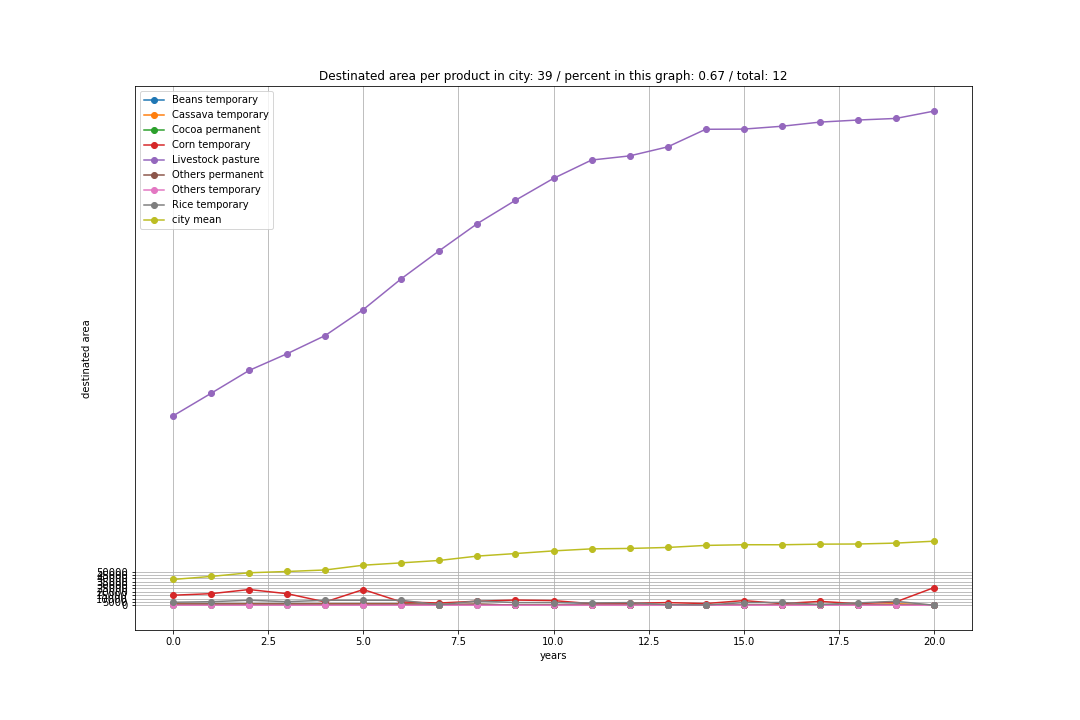 Destinated area per product in city: 39 / percent in this graph: 0.67 / total: 12
Beans temporary
Cassava temporary
Cocoa permanent
Corn temporary
Livestock pasture
Others permanent
Others temporary
Rice temporary
city mean
destinated area
50000
5000
0
0.0 2.5 5.0 7.5 10.0 12.5 15.0 17.5 20.0
years